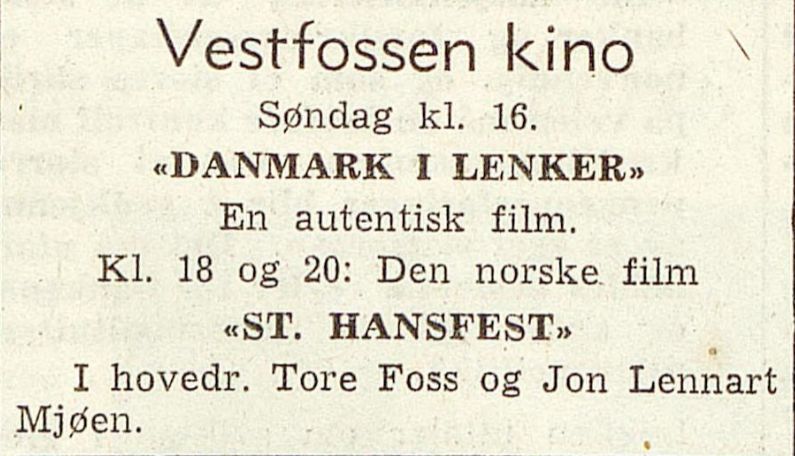 Vestfossen kino
Søndag kl. 16.
«DANMARK I LENKER»
En autentisk film.
Kl. 18 og 20: Den norske film
«ST. HANSFEST»
I hovedr. Tore Foss og Jon Lennart
Mjøen.